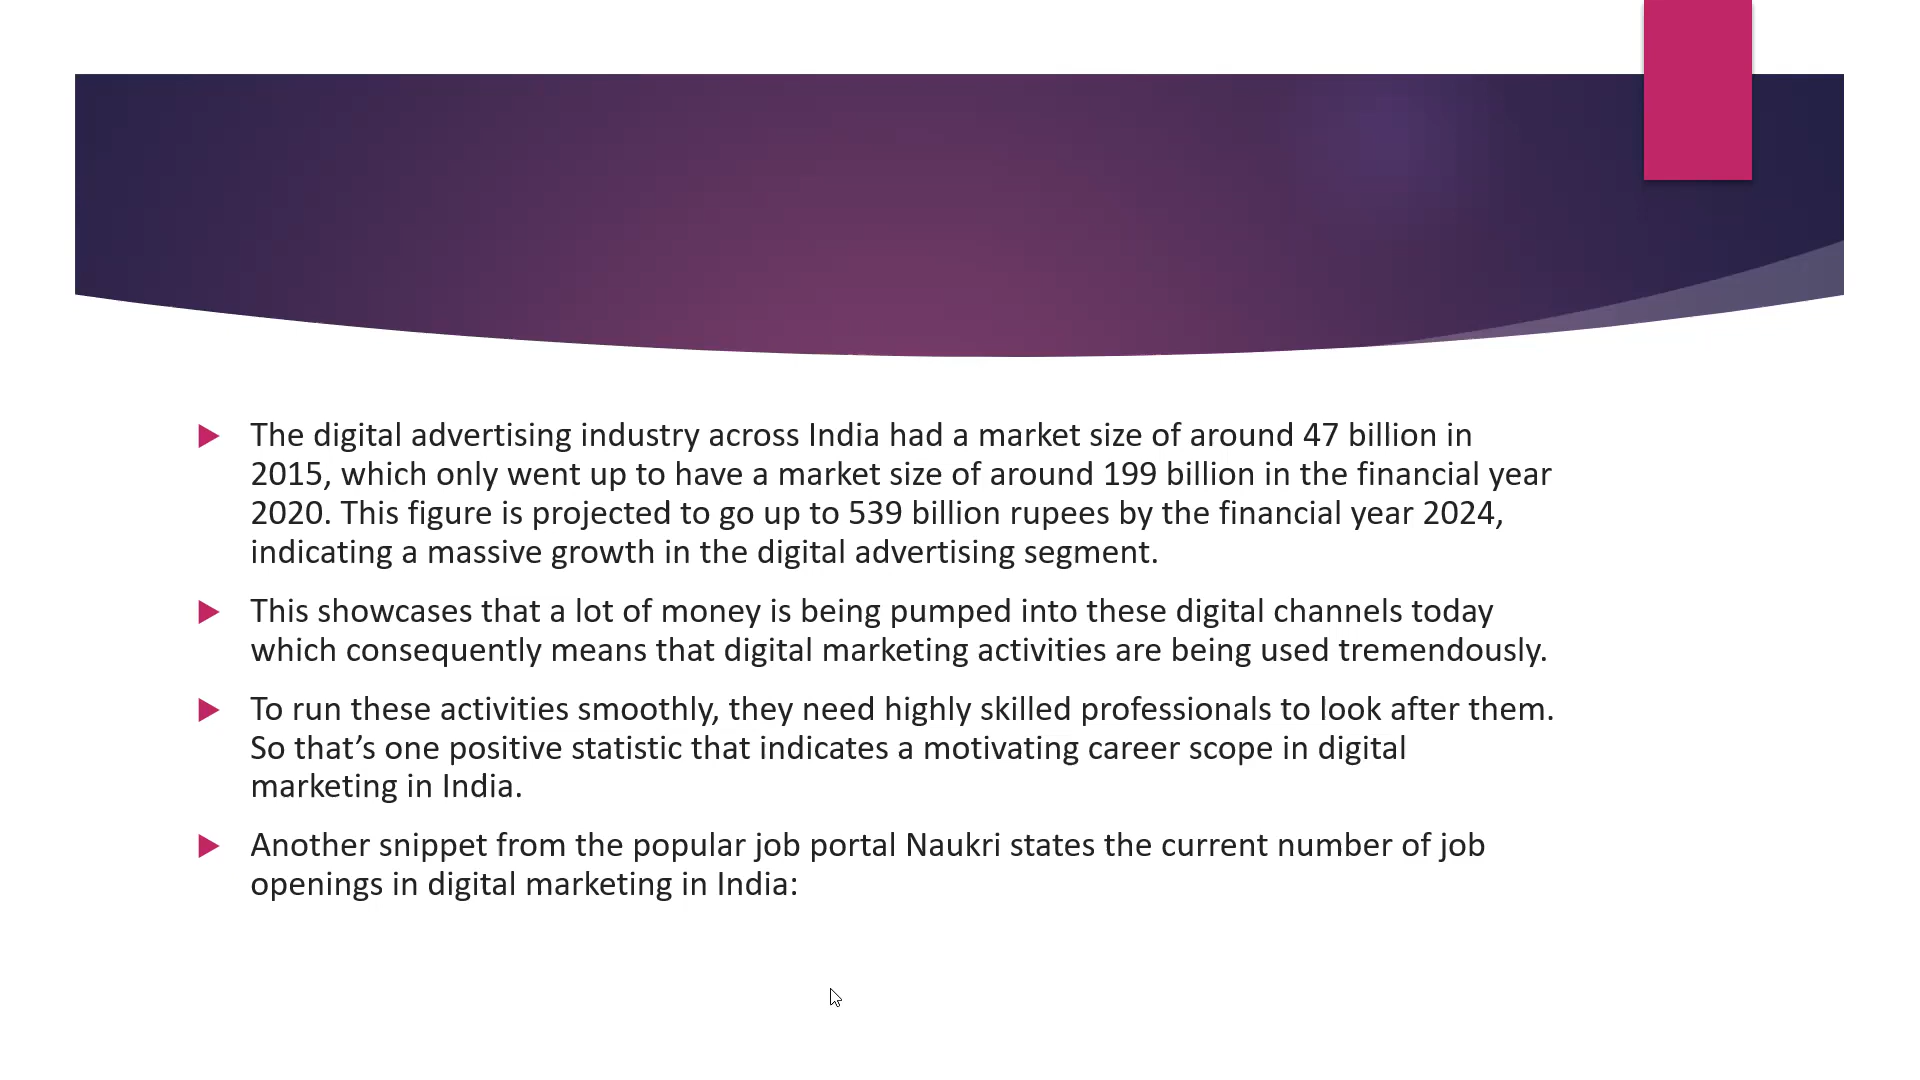 The digital advertising industry across India had a market size of around 47 billion in
2015, which only went up to have a market size of around 199 billion in the financial year
2020. This figure is projected to go up to 539 billion rupees by the financial year 2024,
indicating a massive growth in the digital advertising segment.
This showcases that a lot of money is being pumped into these digital channels today
which consequently means that digital marketing activities are being used tremendously.
To run these activities smoothly, they need highly skilled professionals to look after them.
So that’s one positive statistic that indicates a motivating career scope in digital
marketing in India.
Another snippet from the popular job portal Naukri states the current number of job
openings in digital marketing in India: